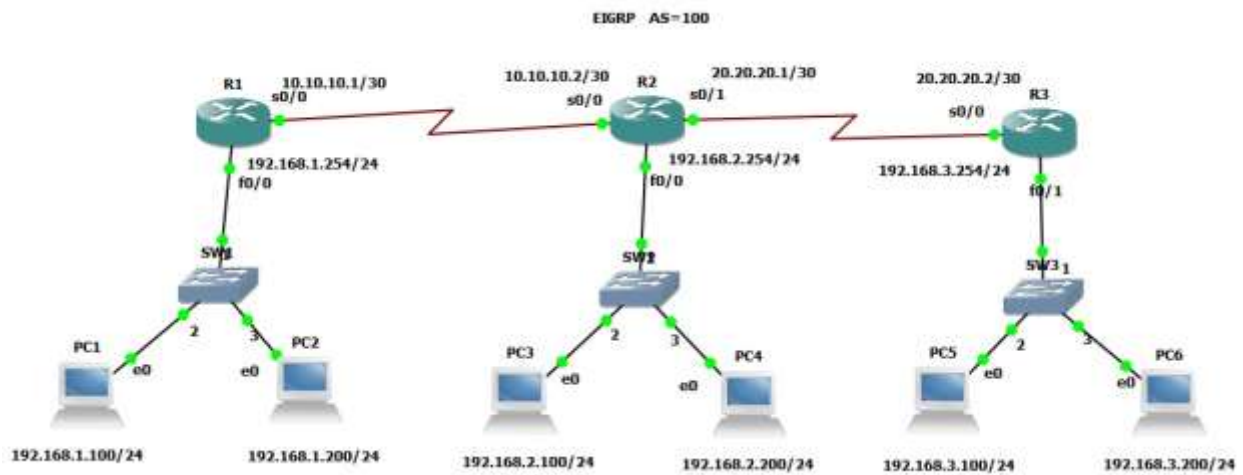 EIGRP AS=100
R1
10.10.10.1/30
s0/0
10.10.10.2/30
s0/0
R2
20.20.20.1/30
s0/1
20.20.20.2/30
s0/0
R3
192.168.1.254/24
f0/0
192.168.2.254/24
f0/0
192.168.3.254/24
f0/1
SW1
SW3
1
2
3
2
3
2
3
PC1
e0
PC2
e0
PC3
e0
PC4
e0
PC5
e0
PC6
e0
192.168.1.100/24
192.168.1.200/24
192.168.2.100/24
192.168.2.200/24
192.168.3.100/24
192.168.3.200/24